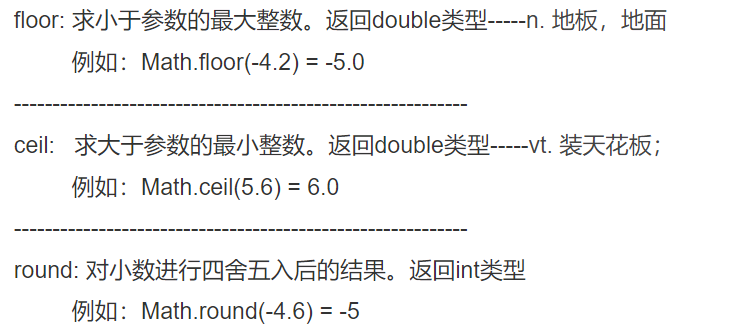 floor: 求小于参数的最大整数。返回double类型-----n. 地板，地面
例如：Math.floor(-4.2) = -5.0
-----------------------------------------------------------
ceil: 求大于参数的最小整数。返回double类型-----vt. 装天花板；
例如：Math.ceil(5.6) = 6.0
-----------------------------------------------------------
round: 对小数进行四舍五入后的结果。返回int类型
例如：Math.round(-4.6) = -5